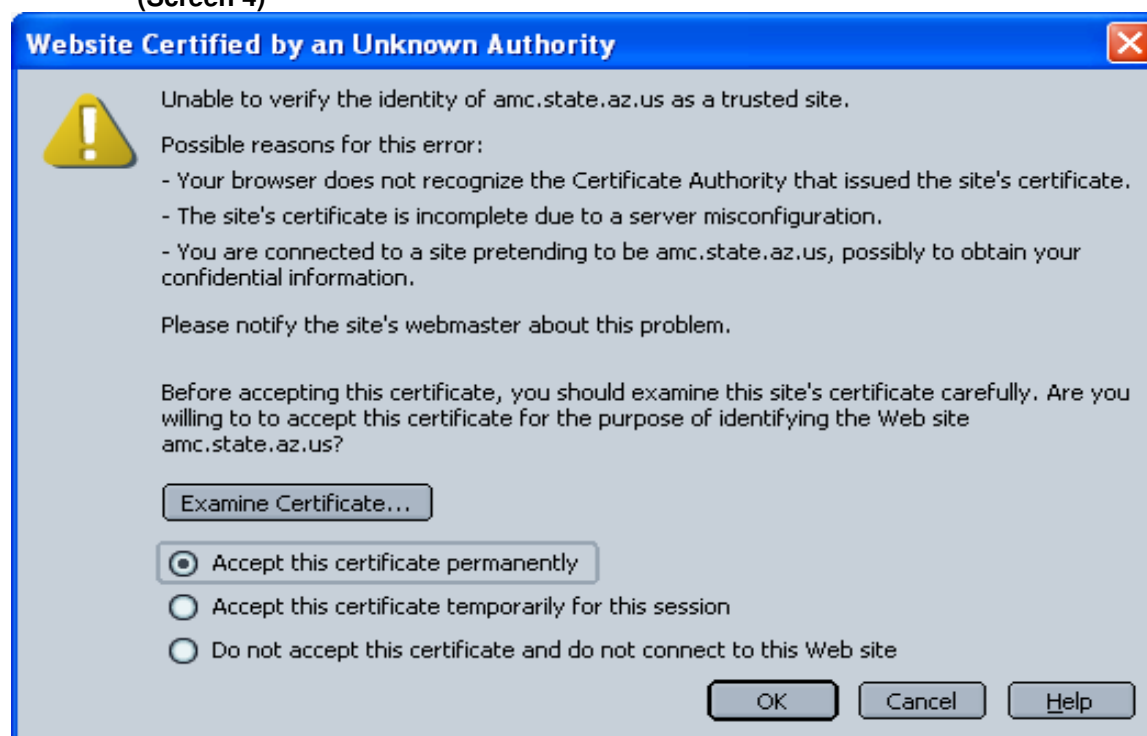 (Screen 4)
Website Certified by an Unknown Authority
Unable to verify the identity of amc.state.az.us as a trusted site.
Possible reasons for this error:
- Your browser does not recognize the Certificate Authority that issued the site's certificate.
- The site's certificate is incomplete due to a server misconfiguration.
- You are connected to a site pretending to be amc.state.az.us, possibly to obtain your
confidential information.
Please notify the site's webmaster about this problem.
Before accepting this certificate, you should examine this site's certificate carefully. Are you
willing to to accept this certificate for the purpose of identifying the Web site
amc.state.az.us?
Examine Certificate...
Accept this certificate permanently
Accept this certificate temporarily for this session
Do not accept this certificate and do not connect to this Web site
OK Cancel Help